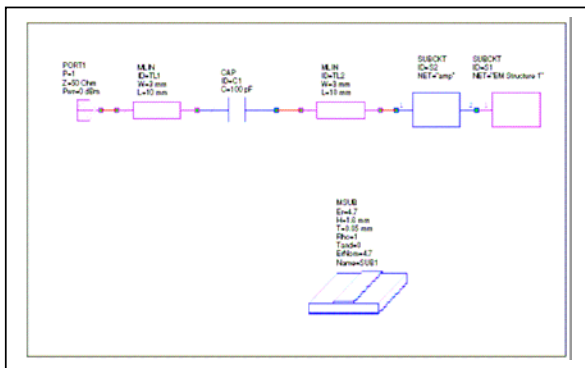 PORT1
P=1
Z=50 Ohm
Pwr=0 dBm
MLIN
ID=TL1
W=3 mm
L=10 mm
CAP
ID=C1
C=100 pF
MLIN
ID=TL2
W=3 mm
L=10 mm
SUBCKT
ID=S2
NET="amp"
SUBCKT
ID=S1
NET="EM Structure 1"
1
2
MSUB
Er=4.7
H=1.6 mm
T=0.05 mm
Rho=1
Tand=0
ErNom=4.7
Name=SUB1